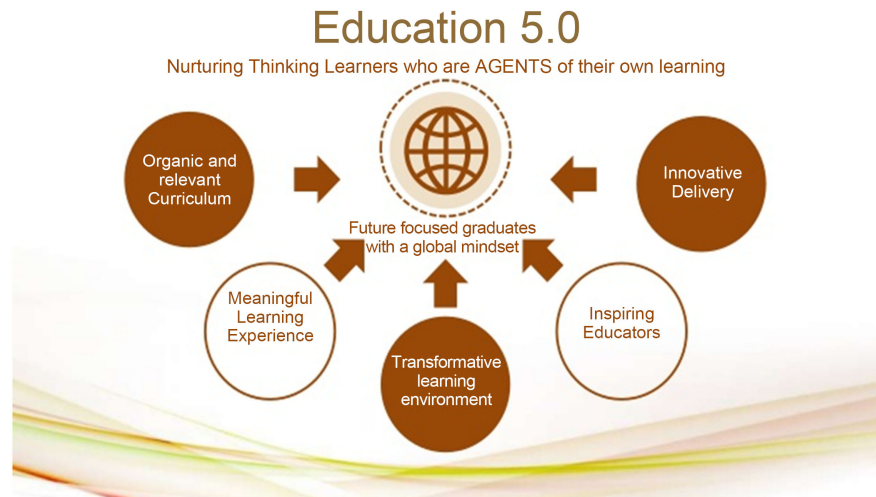 Education 5.0
Nurturing Thinking Learners who are AGENTS of their own learning
Organic and
relevant
Curriculum
Innovative
Delivery
Future focused graduates
with a global mindset
Meaningful
Learning
Experience
Inspiring
Educators
Transformative
learning
environment